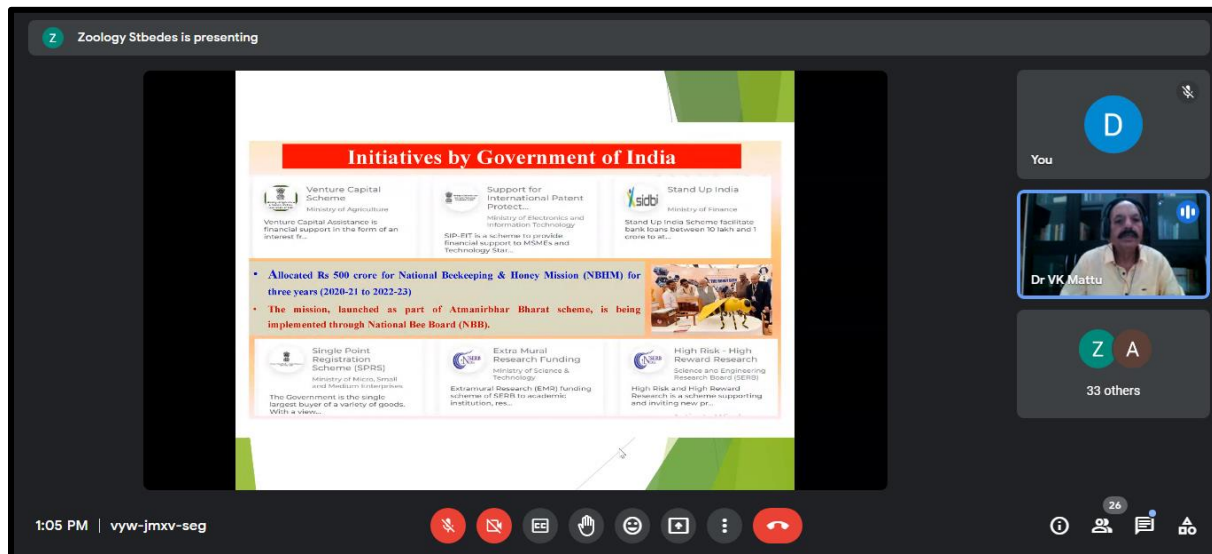 Z Zoology Stbedes is presenting
Initiatives by Government of India
Venture Capital
Scheme
Ministry of Agriculture
Venture Capital Assistance is
financial support in the form of an
interest fr...
Support for
International Patent
Protect...
Ministry of Electronics and
Information Technology
SIP-EIT is a scheme to provide
financial support to MSMEs and
Technology Star...
sidbi
Stand Up India
Ministry of Finance
Stand Up India Scheme facilitate
bank loans between 10 lakh and 1
crore to at...
• Allocated Rs 500 crore for National Beekeeping & Honey Mission (NBHM) for
three years (2020-21 to 2022-23)
• The mission, launched as part of Atmanirbhar Bharat scheme, is being
implemented through National Bee Board (NBB).
Single Point
Registration
Scheme (SPRS)
Ministry of Micro, Small
and Medium Enterprises
The Government is the single
largest buyer of a variety of goods.
With a view...
SERB
Extra Mural
Research Funding
Ministry of Science &
Technology
Extramural Research (EMR) funding
scheme of SERB to academic
institution, res...
SERB
High Risk - High
Reward Research
Science and Engineering
Research Board (SERB)
High Risk and High Reward
Research is a scheme supporting
and inviting new pr...
D
You
Dr VK Mattu
Z A
33 others
1:05 PM | vyw-jmxv-seg
CC
26